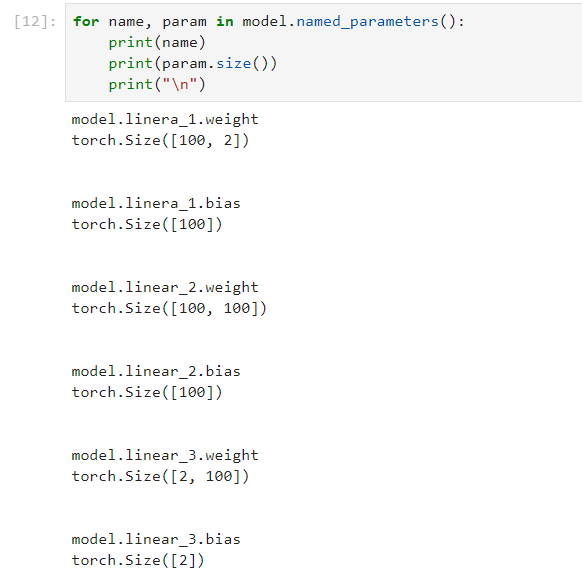 [12]: for name, param in model.named_parameters():
print(name)
print(param.size())
print("\n")
model.linera_1.weight
torch.Size([100, 2])
model.linera_1.bias
torch.Size([100])
model.linear_2.weight
torch.Size([100, 100])
model.linear_2.bias
torch.Size([100])
model.linear_3.weight
torch.Size([2, 100])
model.linear_3.bias
torch.Size([2])